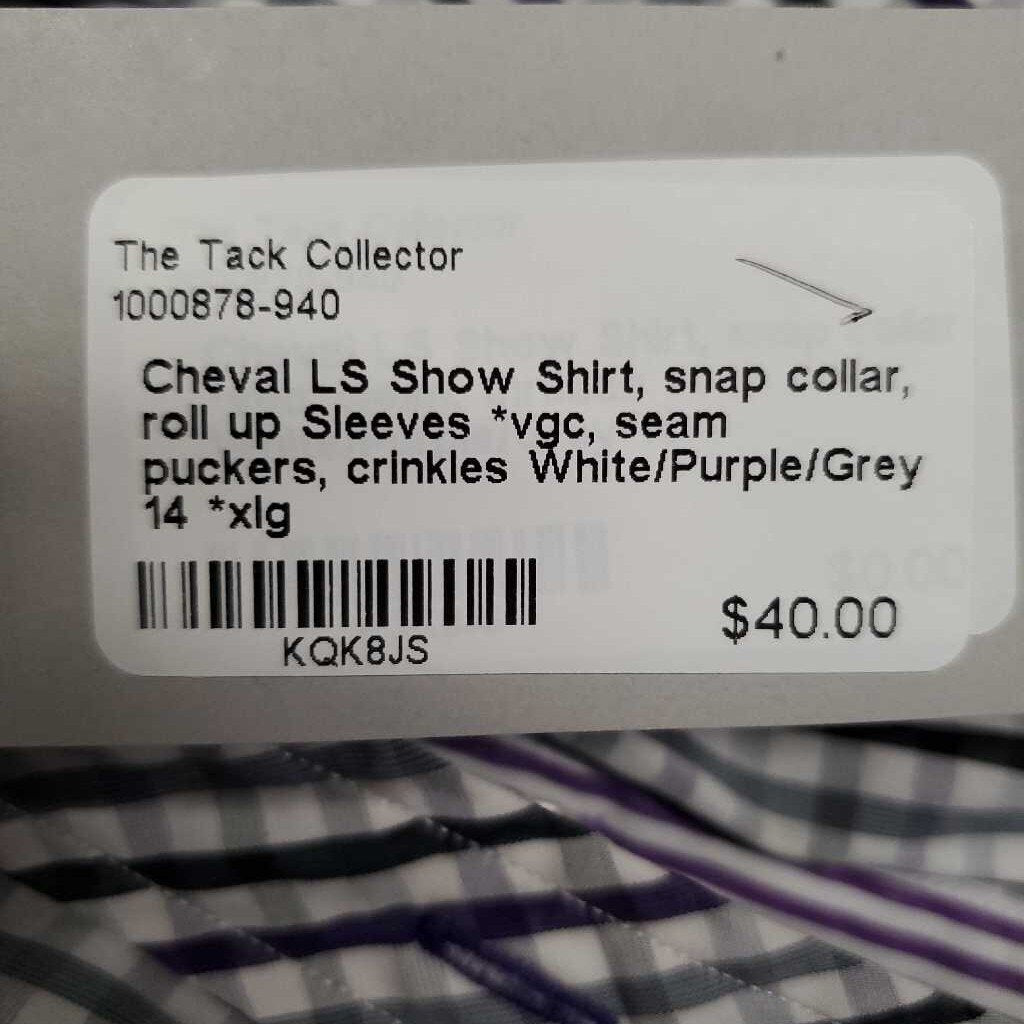 The Tack Collector
1000878-940
Cheval LS Show Shirt, snap collar,
roll up Sleeves *vgc, seam
puckers, crinkles White/Purple/Grey
14 *xlg
KQK8JS
$40.00